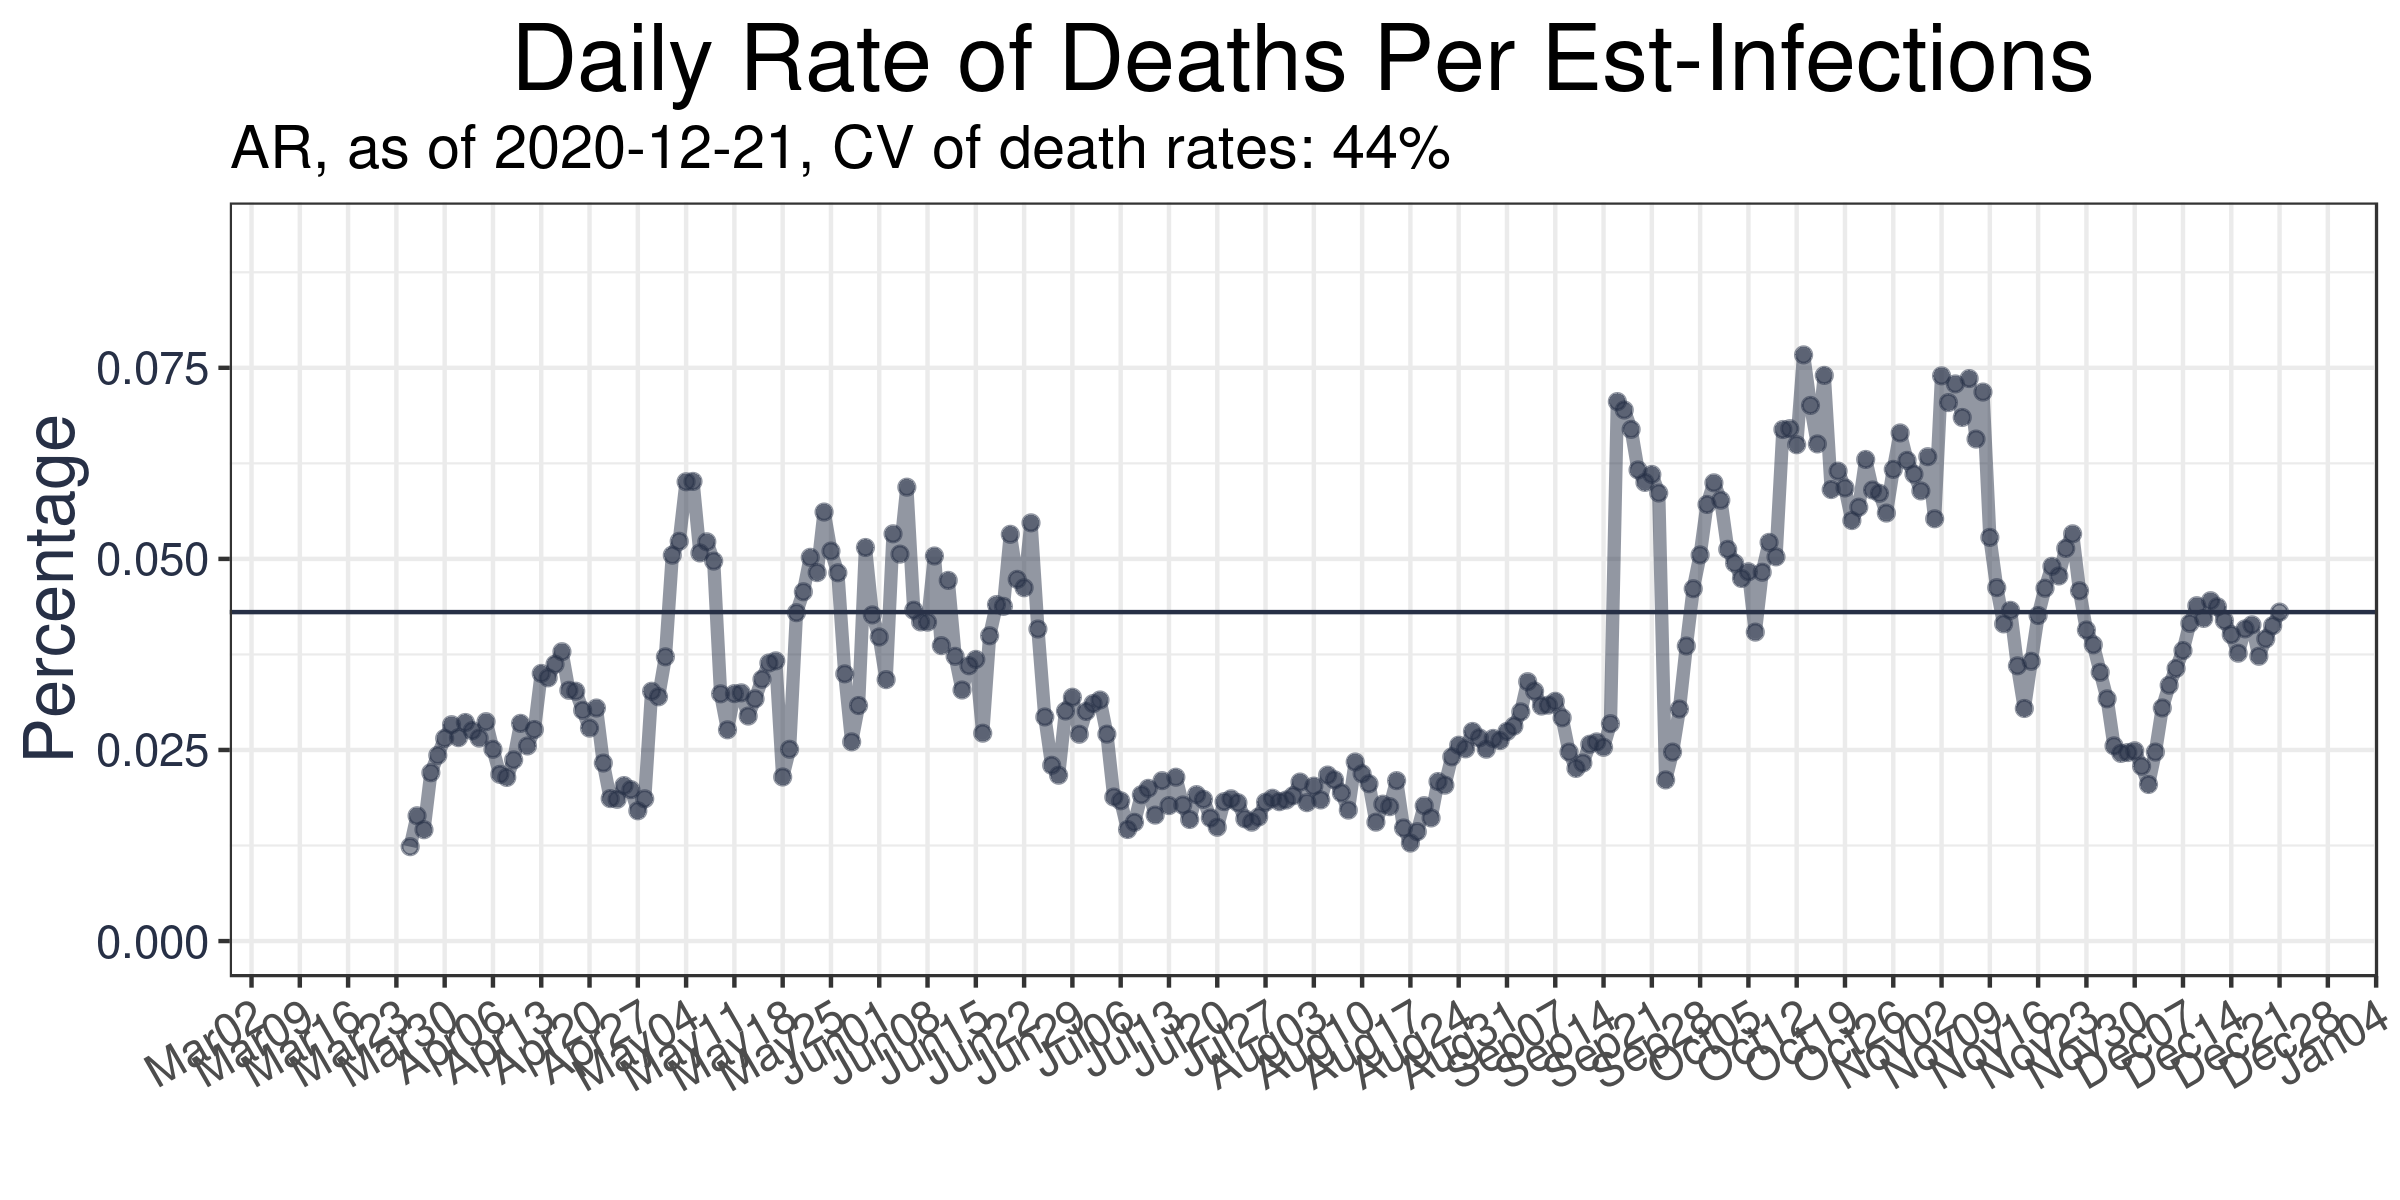 Daily Rate of Deaths Per Est-Infections
AR, as of 2020-12-21, CV of death rates: 44%
Percentage
0.075
0.050
0.025
0.000
Mar02
Mar09
Mar16
Mar23
Mar30
Apr06
Apr13
Apr20
Apr27
May04
May11
May18
May25
Jun01
Jun08
Jun15
Jun22
Jun29
Jul06
Jul13
Jul20
Jul27
Aug03
Aug10
Aug17
Aug24
Aug31
Sep07
Sep14
Sep21
Sep28
Oct05
Oct12
Oct19
Oct26
Nov02
Nov09
Nov16
Nov23
Nov30
Dec07
Dec14
Dec21
Dec28
Jan04